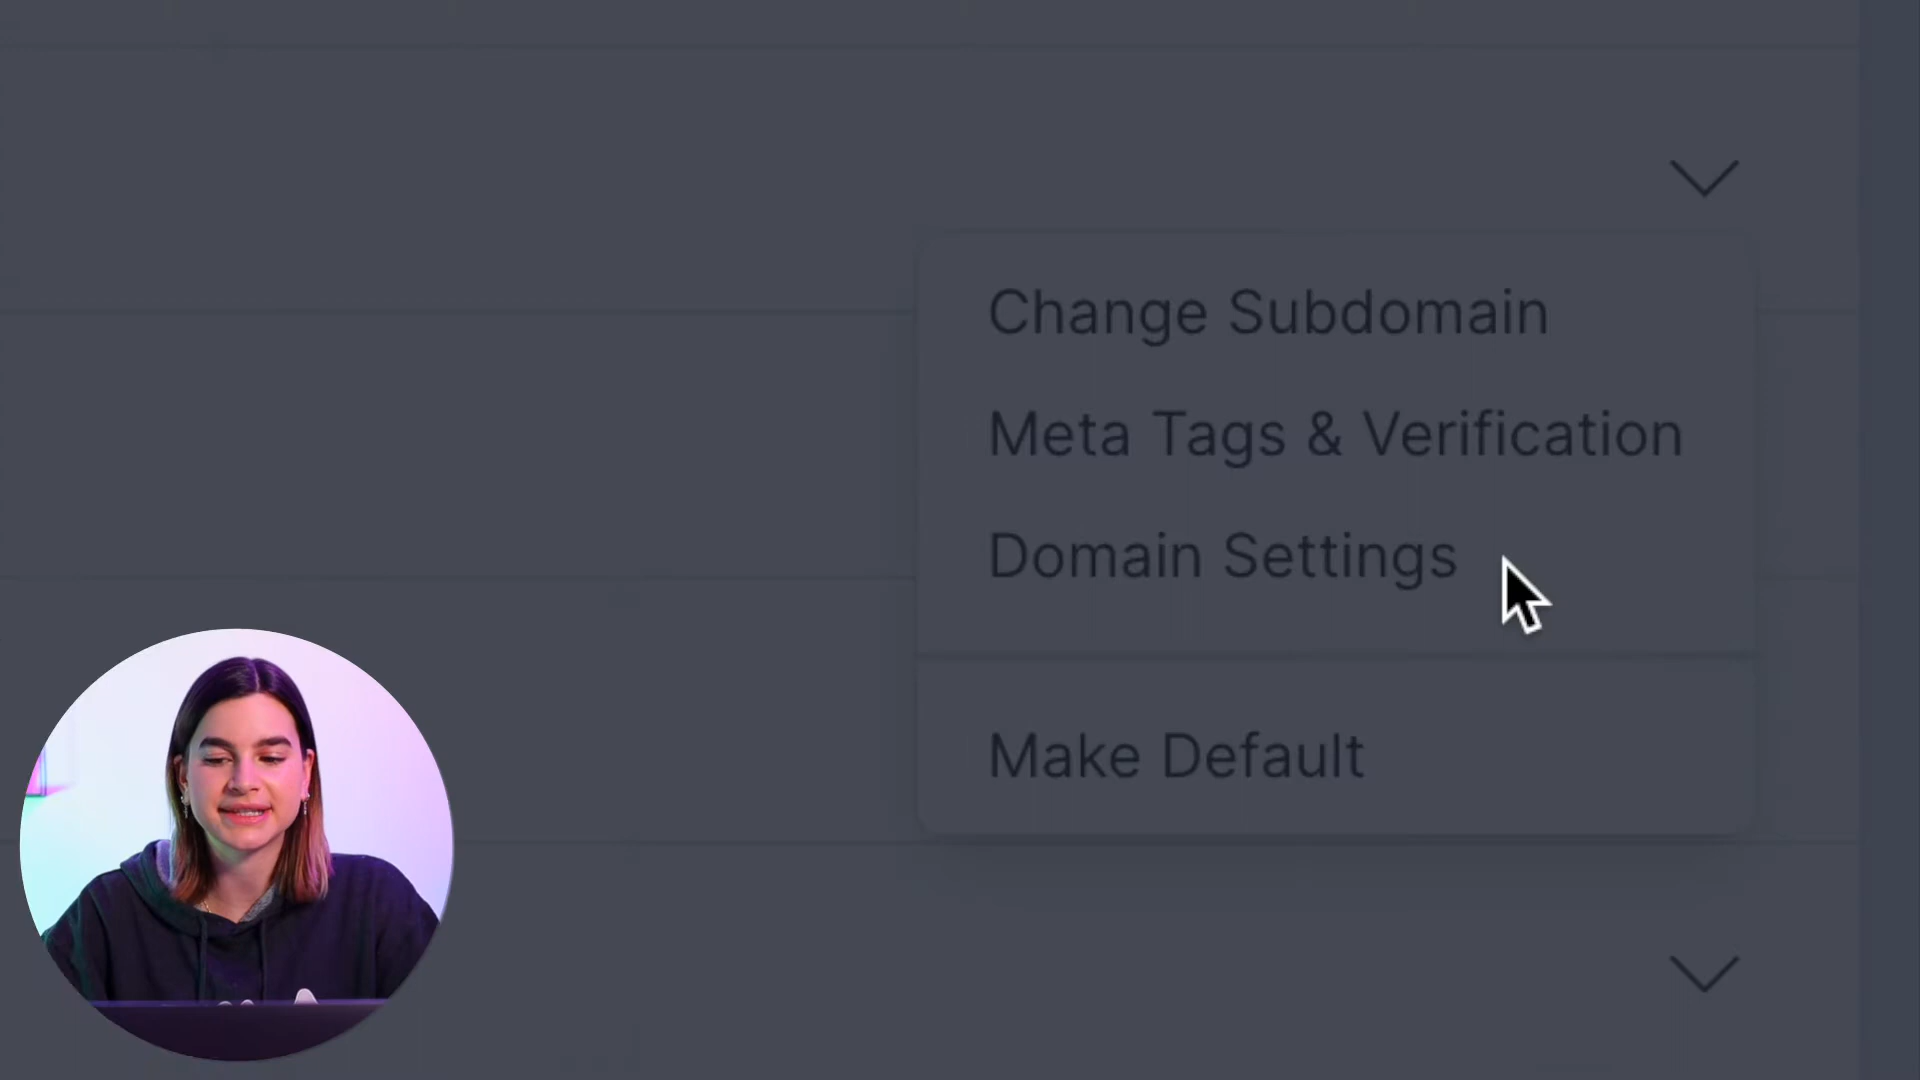 Change Subdomain
Meta Tags & Verification
Domain Settings
Make Default